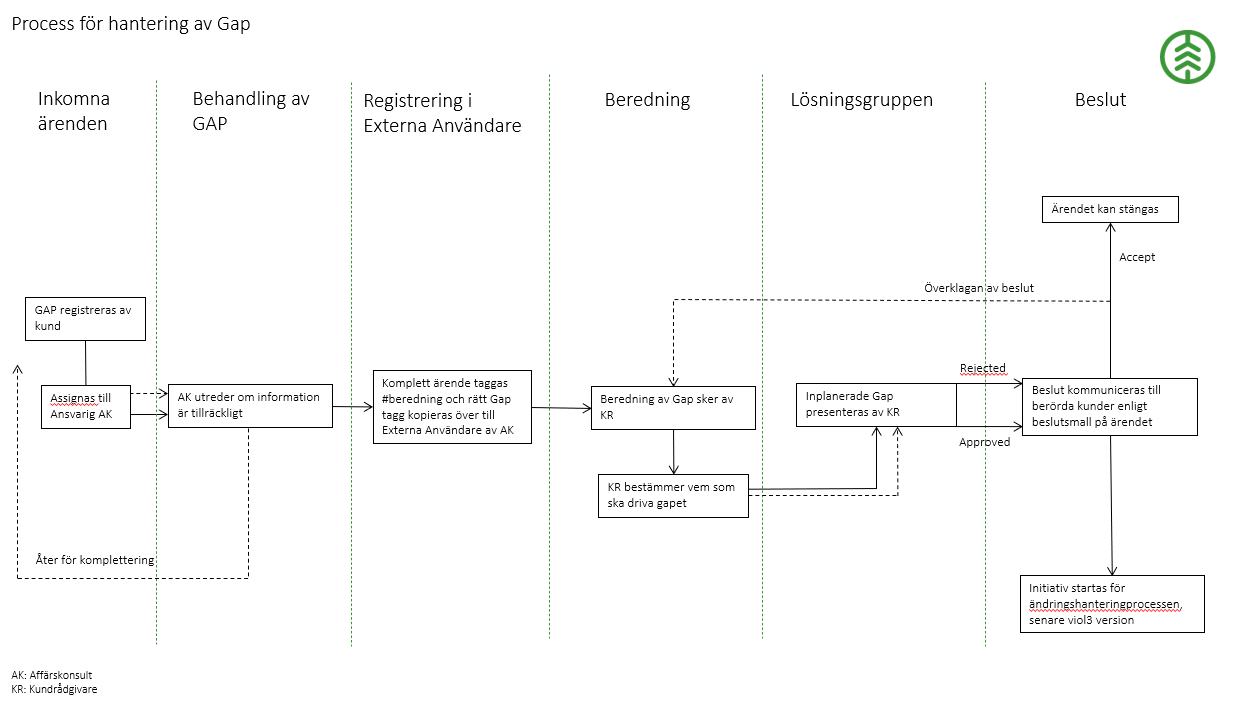 Process för hantering av Gap
Inkomna
ärenden
Behandling av
GAP
Registrering i
Externa Användare
Beredning
Lösningsgruppen
Beslut
GAP registreras av
kund
Assignas till
Ansvarig AK
AK utreder om information
är tillräckligt
Åter för komplettering
Komplett ärende taggas
#beredning och rätt Gap
tagg kopieras över till
Externa Användare av AK
Beredning av Gap sker av
KR
KR bestämmer vem som
ska driva gapet
Inplanerade Gap
presenteras av KR
Rejected
Approved
Överklagan av beslut
Ärendet kan stängas
Accept
Beslut kommuniceras till
berörda kunder enligt
beslutsmall på ärendet
Initiativ startas för
ändringshanteringprocessen,
senare viol3 version
AK: Affärskonsult
KR: Kundrådgivare